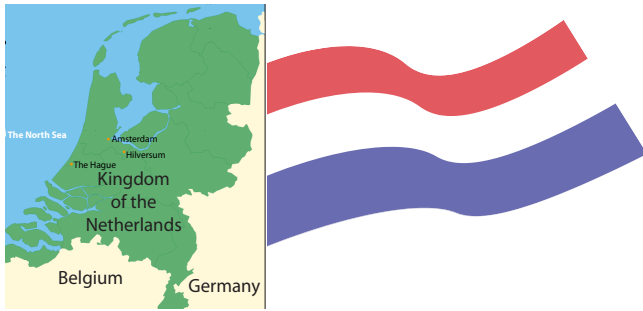 The North Sea
Amsterdam
Hilversum
The Hague
Kingdom
of the
Netherlands
Belgium
Germany